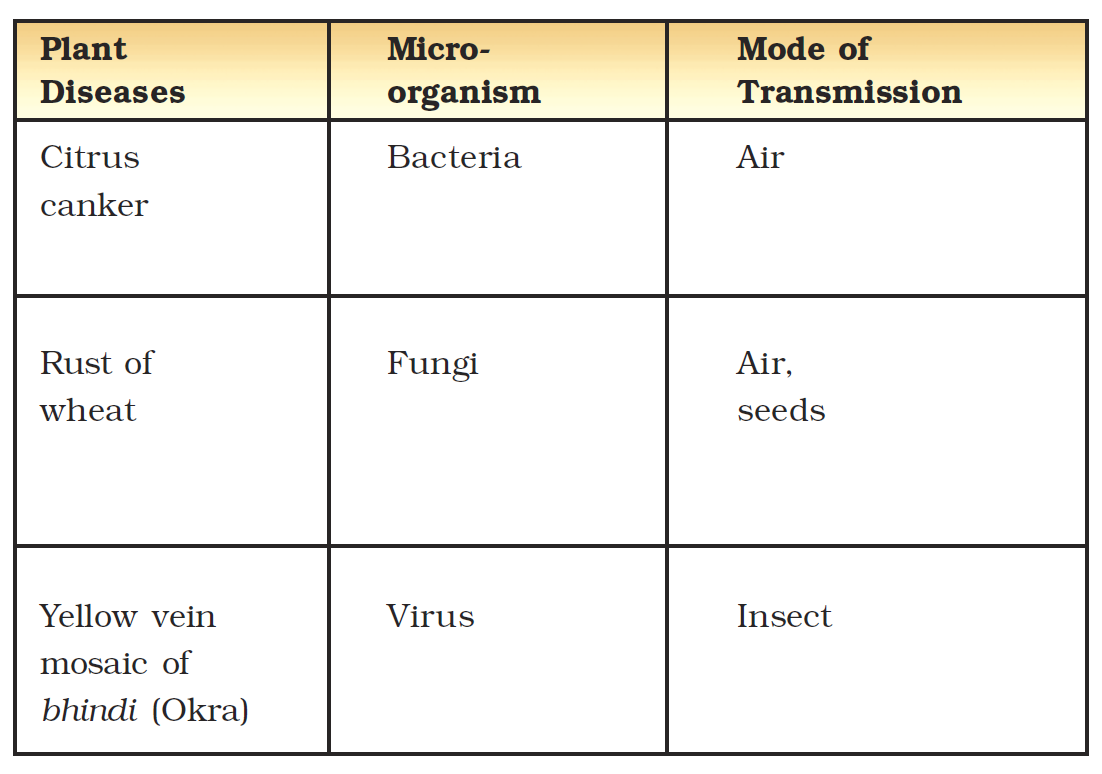 Plant
Diseases
Micro-
organism
Mode of
Transmission
Citrus
canker
Bacteria
Air
Rust of
wheat
Fungi
Air,
seeds
Yellow vein
mosaic of
bhindi (Okra)
Virus
Insect